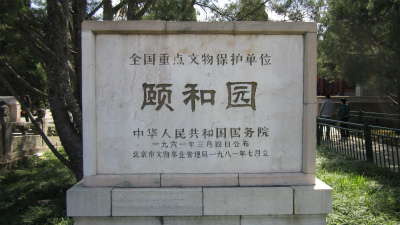 全国重点文物保护单位
颐和园
中华人民共和国国务院
一九六一年三月四日公布
北京市文物事业管理局一九八一年七月立